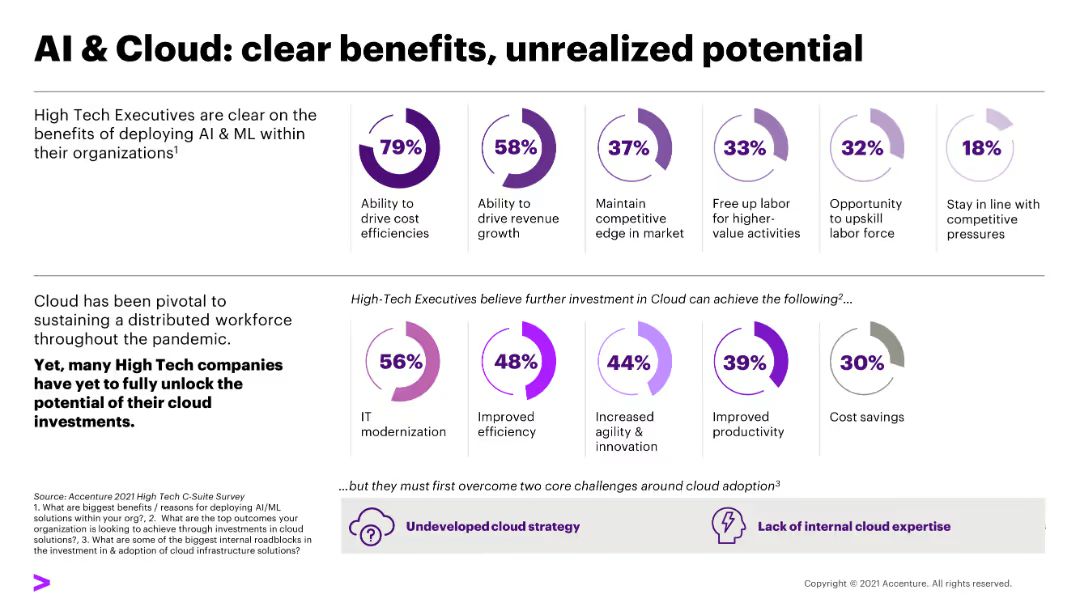 AI & Cloud: clear benefits, unrealized potential
High Tech Executives are clear on the
benefits of deploying AI & ML within
their organizations1
79%
58%
37%
33%
32%
18%
Ability to
drive cost
efficiencies
Ability to
drive revenue
growth
Maintain
competitive
edge in market
Free up labor
for higher-
value activities
Opportunity
to upskill
labor force
Stay in line with
competitive
pressures
Cloud has been pivotal to
sustaining a distributed workforce
throughout the pandemic.
Yet, many High Tech companies
have yet to fully unlock the
potential of their cloud
investments.
High-Tech Executives believe further investment in Cloud can achieve the following2...
56%
48%
44%
39%
30%
IT
modernization
Improved
efficiency
Increased
agility &
innovation
Improved
productivity
Cost savings
...but they must first overcome two core challenges around cloud adoption3
Undeveloped cloud strategy
Lack of internal cloud expertise
Source: Accenture 2021 High Tech C-Suite Survey
1. What are biggest benefits / reasons for deploying AI/ML
solutions within your org?, 2. What are the top outcomes your
organization is looking to achieve through investments in cloud
solutions?, 3. What are some of the biggest internal roadblocks in
the investment in & adoption of cloud infrastructure solutions?
Copyright © 2021 Accenture. All rights reserved.